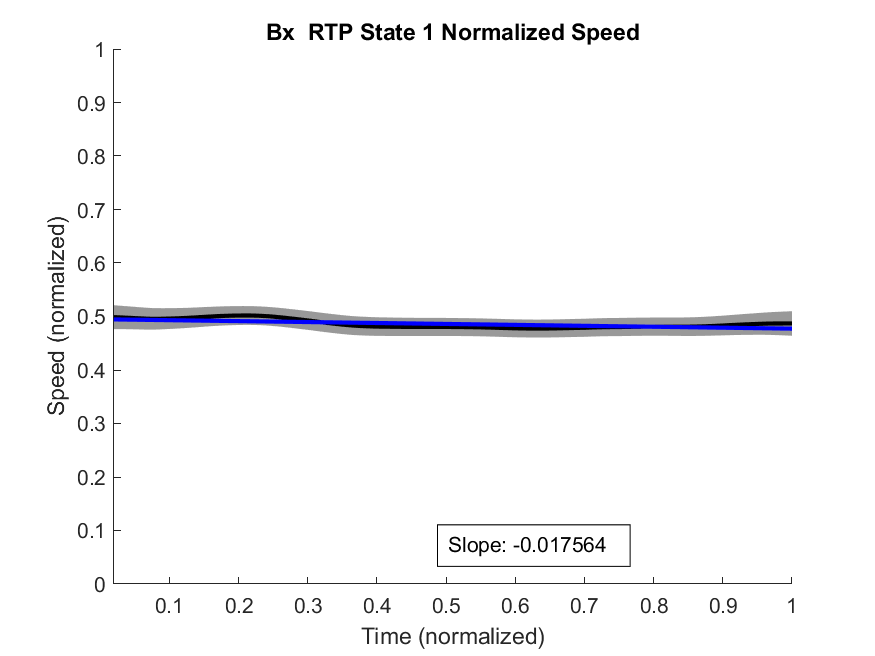 Bx  RTP State 1 Normalized Speed
1
0.9
0.8
0.7
0.6
0.5
0.4
0.3
0.2
0.1
0
Speed (normalized)
Slope: -0.017564
0.1 0.2 0.3 0.4 0.5 0.6 0.7 0.8 0.9 1
Time (normalized)